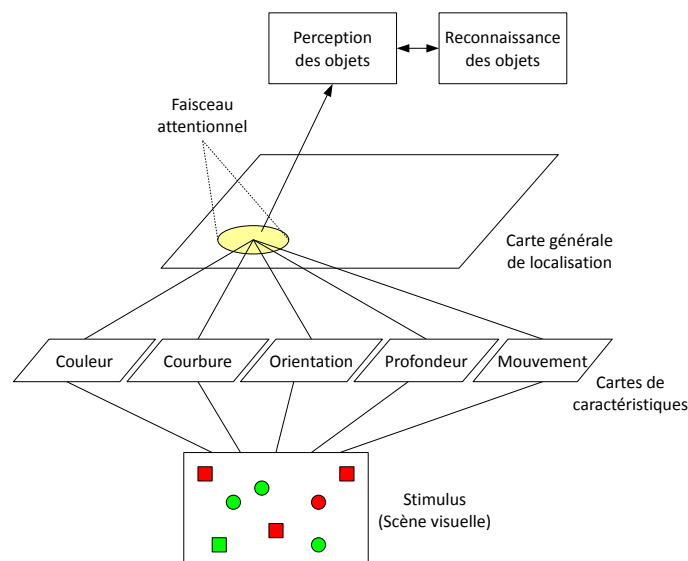 Perception
des objets
Reconnaissance
des objets
Faisceau
attentionnel
Carte générale
de localisation
Couleur
Courbure
Orientation
Profondeur
Mouvement
Cartes de
caractéristiques
Stimulus
(Scène visuelle)